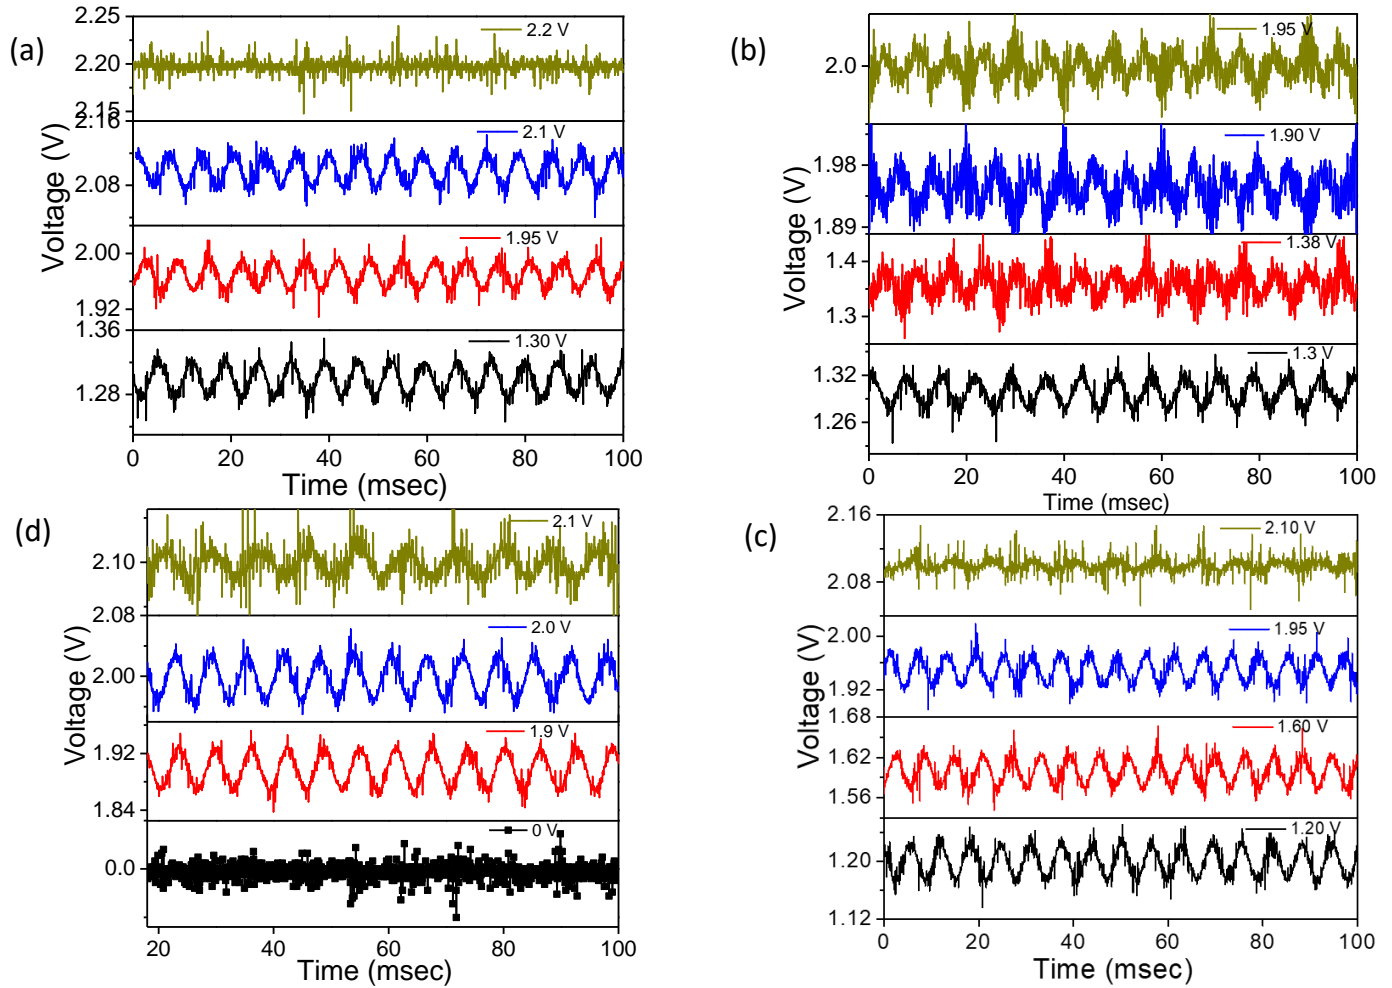 (a)
Voltage (V)
2.25
2.20
2.15
2.2 V
2.16
2.08
2.1 V
2.00
1.92
1.95 V
1.36
1.28
1.30 V
0 20 40 60 80 100
Time (msec)
(b)
Voltage (V)
2.0
1.95 V
1.98
1.89
1.90 V
1.4
1.3
1.38 V
1.32
1.26
1.3 V
0 20 40 60 80 100
Time (msec)
(d)
Voltage (V)
2.10
2.08
2.1 V
2.00
2.0 V
1.92
1.84
1.9 V
0.0
0 V
20 40 60 80 100
Time (msec)
(c)
Voltage (V)
2.16
2.08
2.10 V
2.00
1.92
1.95 V
1.68
1.62
1.56
1.60 V
1.20
1.12
1.20 V
0 20 40 60 80 100
Time (msec)